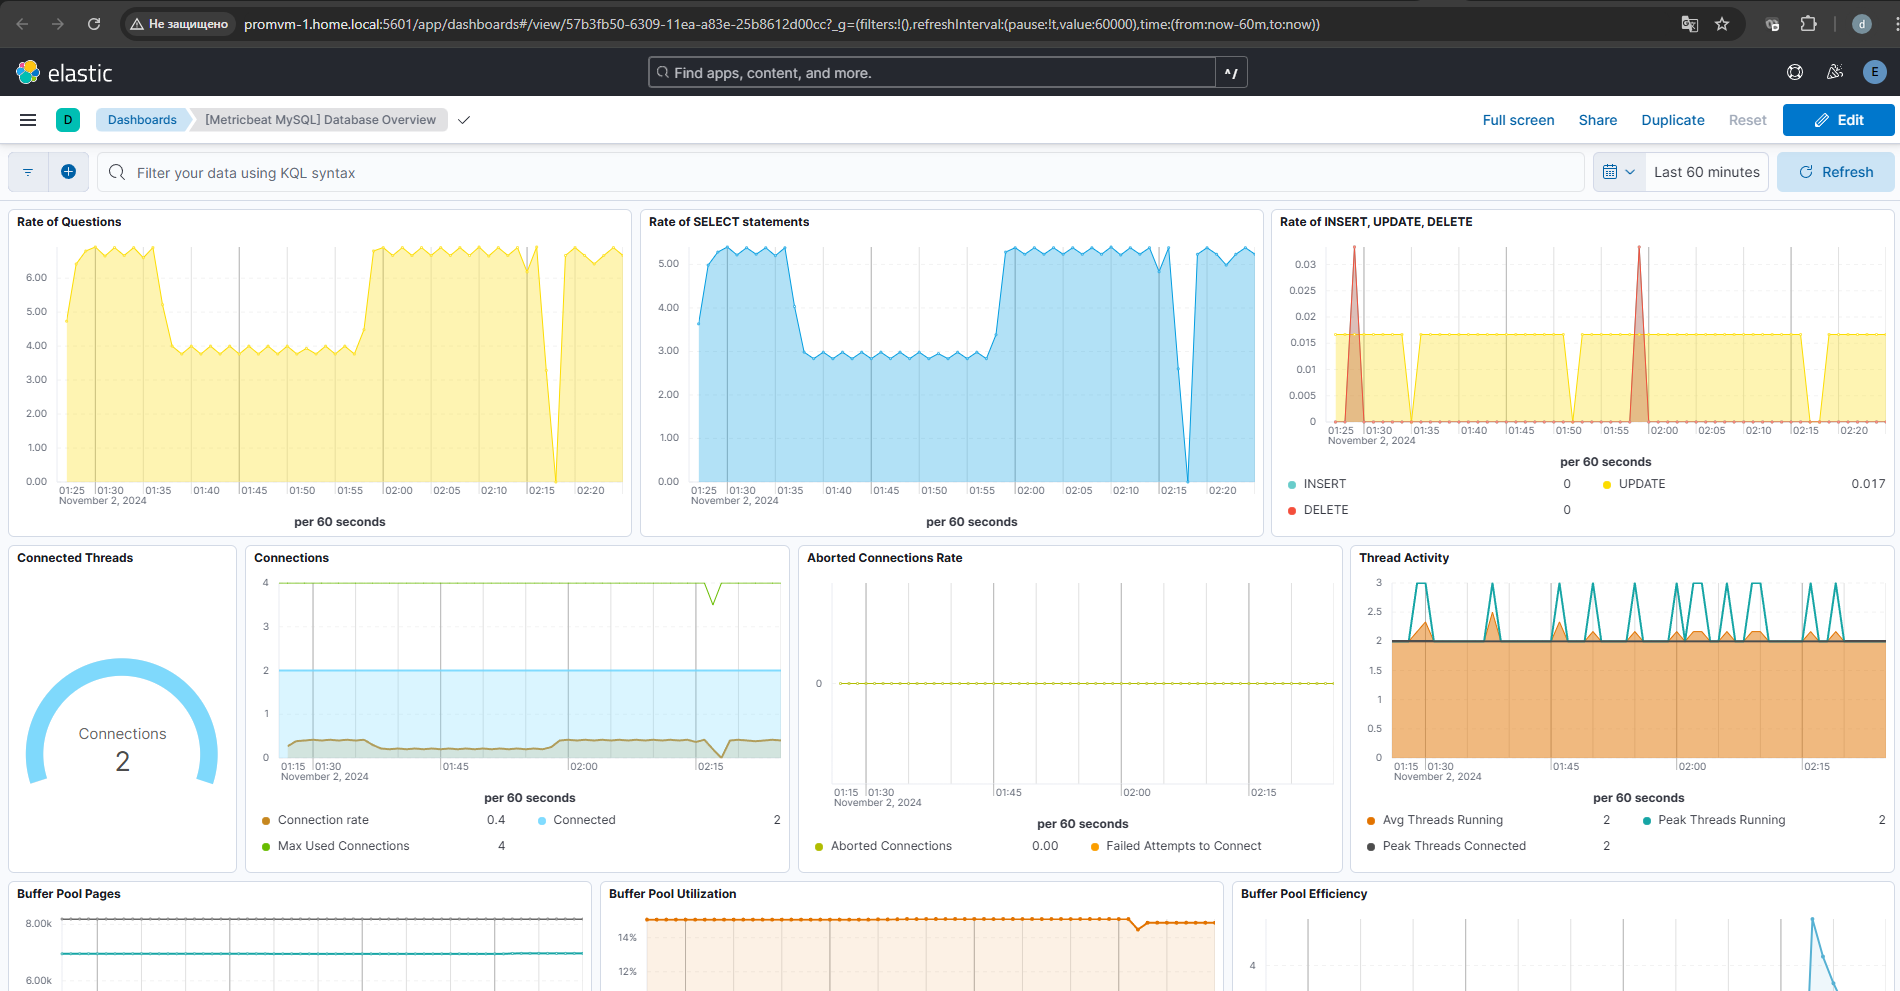 Не защищено
promvm-1.home.local:5601/app/dashboards#/view/57b3fb50-6309-11ea-a83e-25b8612d00cc?_g=(filters:!(),refreshInterval:(pause:!t,value:60000),time:(from:now-60m,to:now))
d
elastic
Find apps, content, and more.
^/
E
D
Dashboards
[Metricbeat MySQL] Database Overview
Full screen
Share
Duplicate
Reset
Edit
Filter your data using KQL syntax
Last 60 minutes
Refresh
Rate of Questions
6.00
5.00
4.00
3.00
2.00
1.00
0.00
01:25 01:30 01:35 01:40 01:45 01:50 01:55 02:00 02:05 02:10 02:15 02:20
November 2, 2024
per 60 seconds
Rate of SELECT statements
5.00
4.00
3.00
2.00
1.00
0.00
01:25 01:30 01:35 01:40 01:45 01:50 01:55 02:00 02:05 02:10 02:15 02:20
November 2, 2024
per 60 seconds
Rate of INSERT, UPDATE, DELETE
0.03
0.025
0.02
0.015
0.01
0.005
0
01:25 01:30 01:35 01:40 01:45 01:50 01:55 02:00 02:05 02:10 02:15 02:20
November 2, 2024
per 60 seconds
INSERT 0 UPDATE 0.017
DELETE 0
Connected Threads
Connections
2
Connections
4
3
2
1
0
01:15 01:30 01:45 02:00 02:15
November 2, 2024
per 60 seconds
Connection rate 0.4 Connected 2
Max Used Connections 4
Aborted Connections Rate
0
01:15 01:30 01:45 02:00 02:15
November 2, 2024
per 60 seconds
Aborted Connections 0.00 Failed Attempts to Connect
Thread Activity
3
2.5
2
1.5
1
0.5
0
01:15 01:30 01:45 02:00 02:15
November 2, 2024
per 60 seconds
Avg Threads Running 2 Peak Threads Running 2
Peak Threads Connected 2
Buffer Pool Pages
8.00k
6.00k
Buffer Pool Utilization
14%
12%
Buffer Pool Efficiency
4